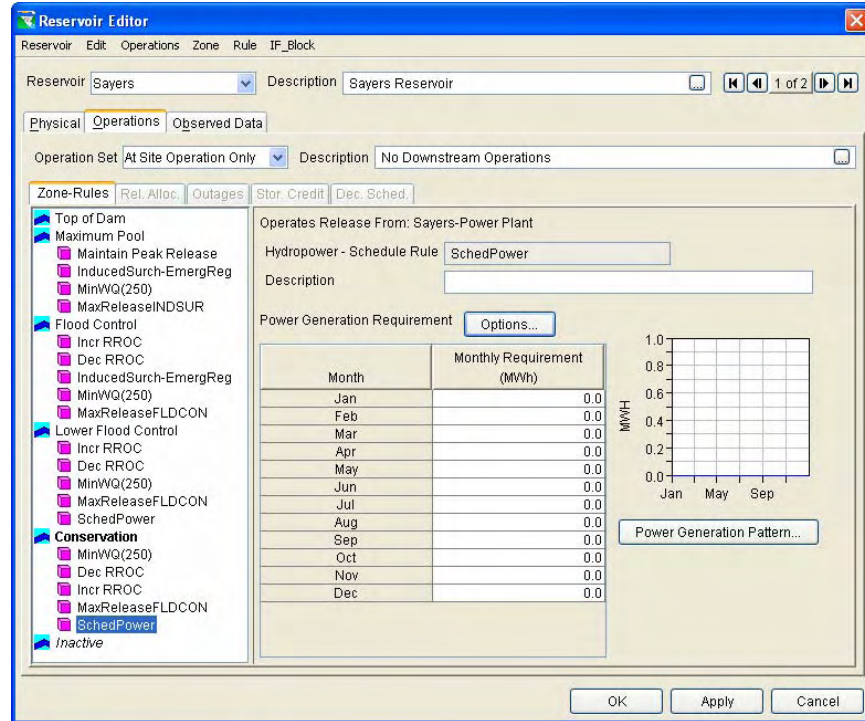 Reservoir Editor
Reservoir Edit Operations Zone Rule IF_Block
Reservoir Sayers Description Sayers Reservoir ... 1 of 2
Physical Operations Observed Data
Operation Set At Site Operation Only Description No Downstream Operations ...
Zone-Rules Rel. Alloc. Outages Stor. Credit Dec. Sched.
Top of Dam
Maximum Pool
Maintain Peak Release
InducedSurch-EmergReg
MinWQ(250)
MaxReleaseINDSUR
Flood Control
Incr RROC
Dec RROC
InducedSurch-EmergReg
MinWQ(250)
MaxReleaseFLDCON
Lower Flood Control
Incr RROC
Dec RROC
MinWQ(250)
MaxReleaseFLDCON
SchedPower
Conservation
MinWQ(250)
Dec RROC
Incr RROC
MaxReleaseFLDCON
SchedPower
Inactive
Operates Release From: Sayers-Power Plant
Hydropower - Schedule Rule SchedPower
Description
Power Generation Requirement Options...
Month Monthly Requirement (MWh)
Jan 0.0
Feb 0.0
Mar 0.0
Apr 0.0
May 0.0
Jun 0.0
Jul 0.0
Aug 0.0
Sep 0.0
Oct 0.0
Nov 0.0
Dec 0.0
1.0
0.8
0.6
0.4
0.2
0.0
MWH
Jan May Sep
Power Generation Pattern...
OK Apply Cancel